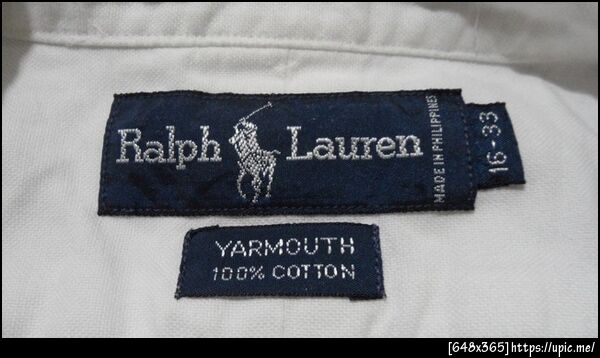 Ralph Lauren
MADE IN PHILIPPINES
16-33
YARMOUTH
100% COTTON
[648x365]https://upic.me/